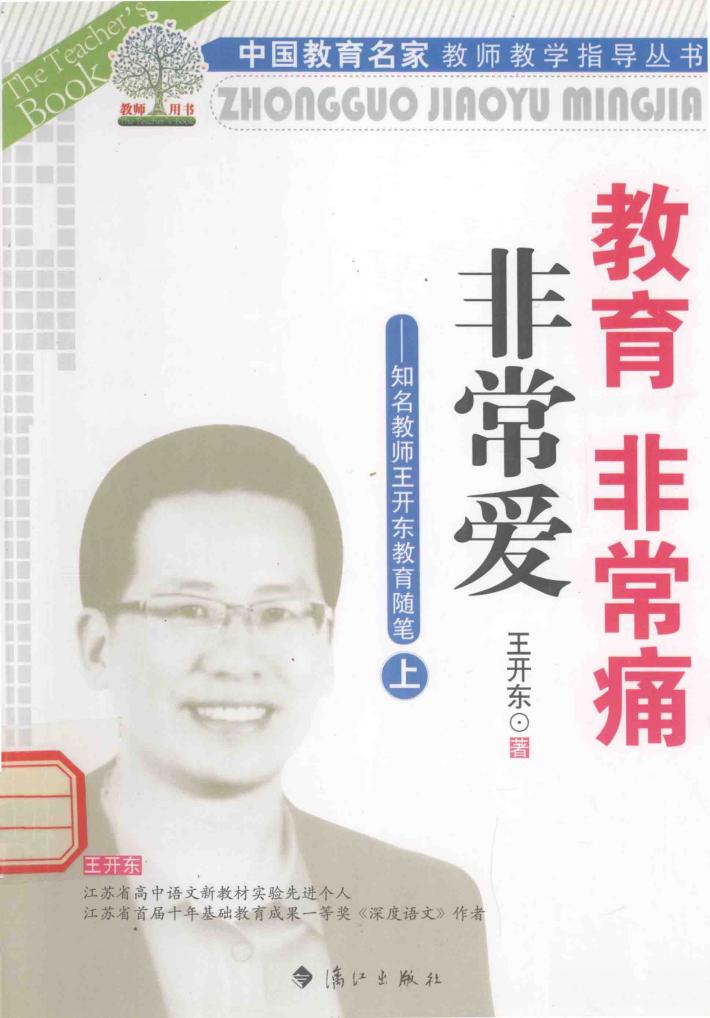 The Teacher's
Book
教师 用书
The Teacher's Book
中国教育名家 教师教学指导丛书
ZHONGGUO JIAOYU MINGJIA
教育 非常痛
非常爱
——知名教师王开东教育随笔 上
王开东⊙著
王开东
江苏省高中语文新教材实验先进个人
江苏省首届十年基础教育成果一等奖《深度语文》作者
漓江出版社